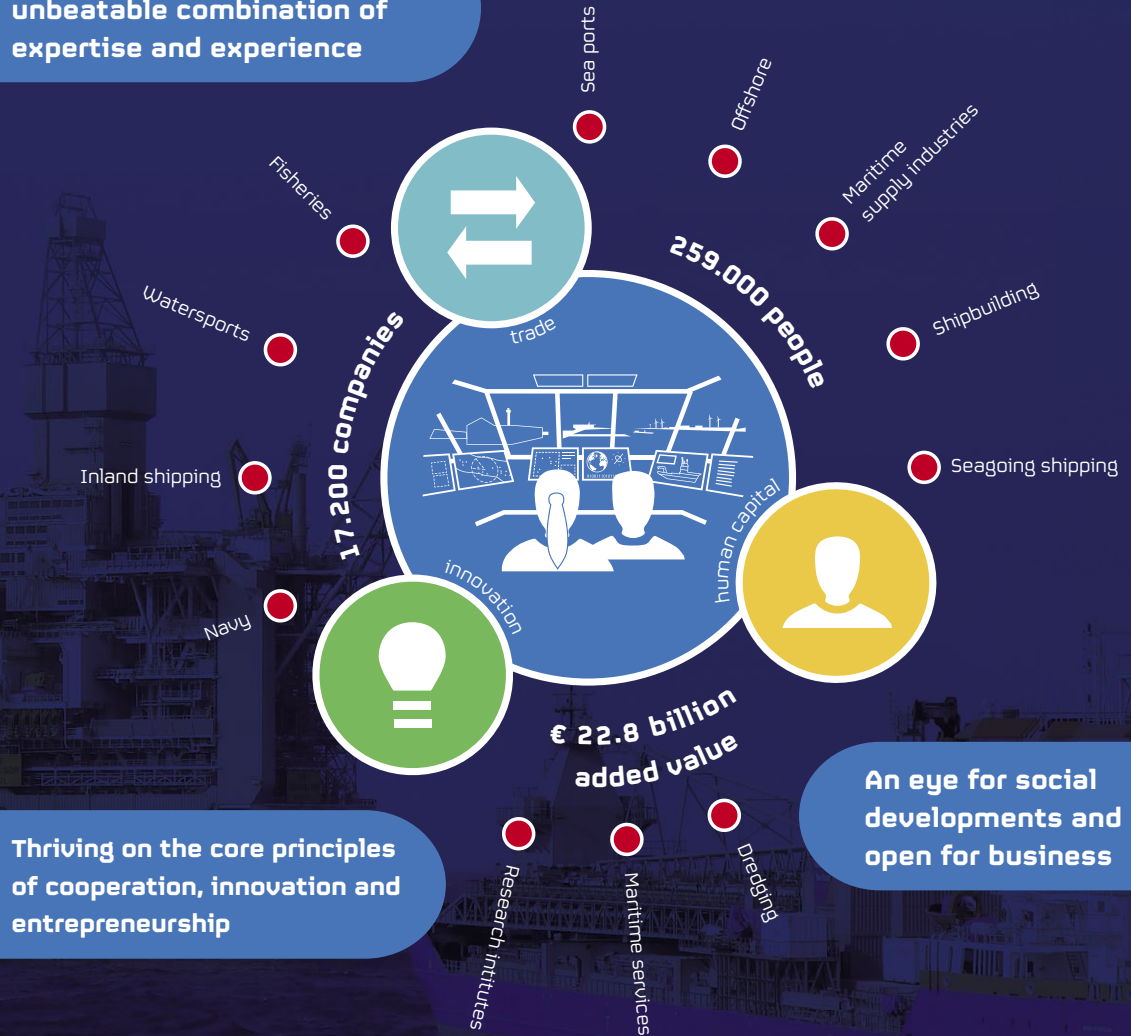 unbeatable combination of
expertise and experience
Sea ports
Offshore
Maritime
supply industries
Fisheries
Watersports
Shipbuilding
259.000 people
17.200 companies
trade
Inland shipping
Seagoing shipping
human capital
innovation
Navy
€ 22.8 billion
added value
An eye for social
developments and
open for business
Thriving on the core principles
of cooperation, innovation and
entrepreneurship
Research intitutes
Maritime services
Dredging